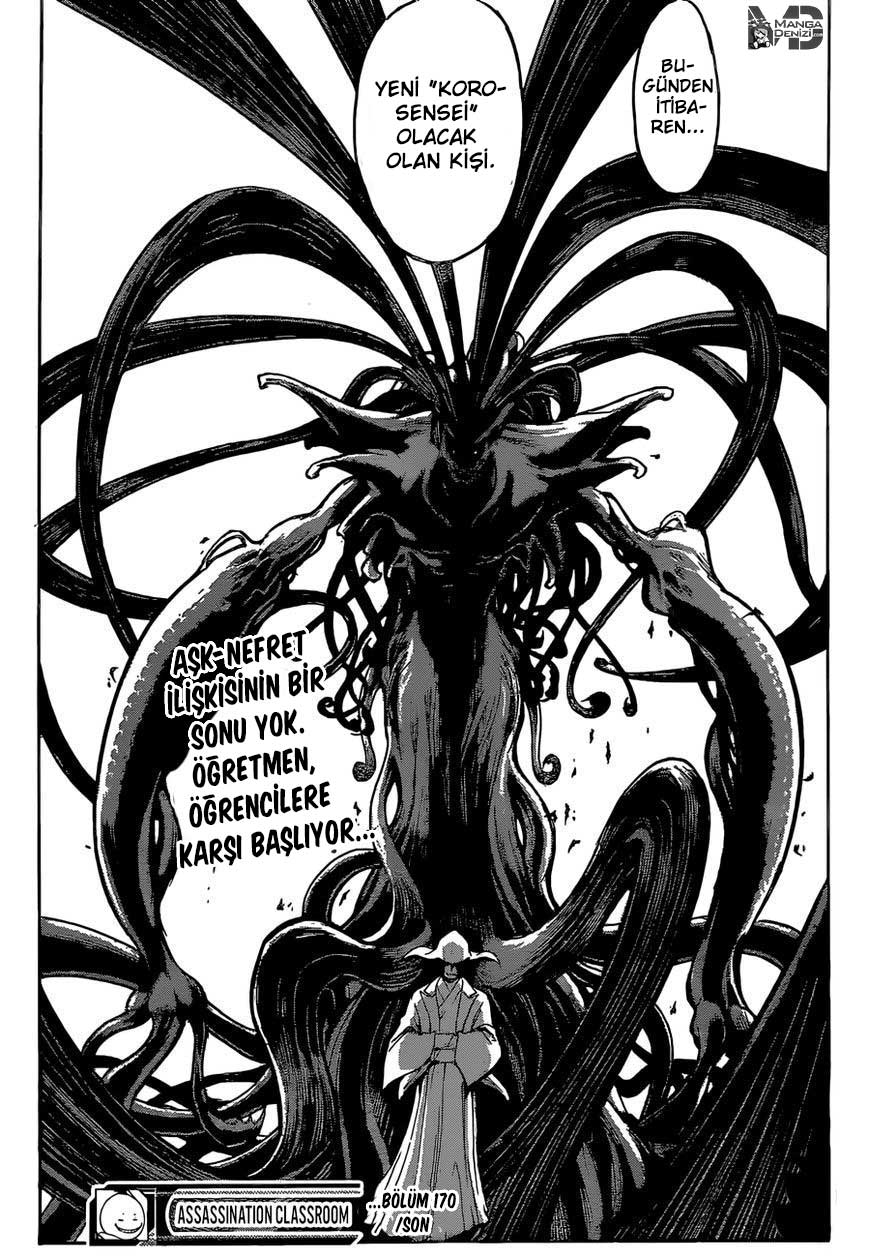 MANGA
DENİZİ.com
BU-
GÜNDEN
İTİBA-
REN...
YENİ "KORO-
SENSEİ"
OLACAK
OLAN KİŞİ.
AŞK-NEFRET
İLİŞKİSİNİN BİR
SONU YOK.
ÖĞRETMEN,
ÖĞRENCİLERE
KARŞI BAŞLIYOR...
ASSASSINATION CLASSROOM
...BÖLÜM 170
/SON